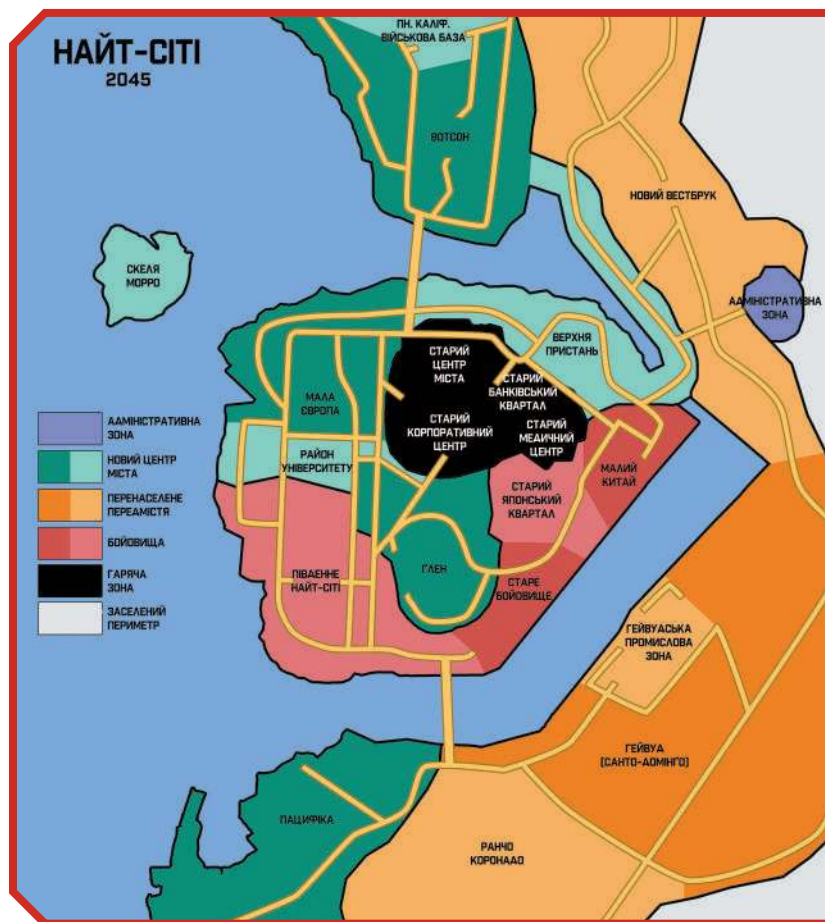 НАЙТ-СІТІ
2045
ПН. КАЛІФ.
ВІЙСЬКОВА БАЗА
ВОТСОН
НОВИЙ ВЕСТБРУК
СКЕЛЯ
МОРРО
АДМІНІСТРАТИВНА
ЗОНА
СТАРИЙ
ЦЕНТР
МІСТА
ВЕРХНЯ
ПРИСТАНЬ
СТАРИЙ
БАНКІВСЬКИЙ
КВАРТАЛ
МАЛА
ЄВРОПА
СТАРИЙ
КОРПОРАТИВНИЙ
ЦЕНТР
СТАРИЙ
МЕДИЧНИЙ
ЦЕНТР
РАЙОН
УНІВЕРСИТЕТУ
МАЛИЙ
КИТАЙ
СТАРИЙ
ЯПОНСЬКИЙ
КВАРТАЛ
ПІВДЕННЕ
НАЙТ-СІТІ
ГЛЕН
СТАРЕ
БОЙОВИЩЕ
АДМІНІСТРАТИВНА
ЗОНА
НОВИЙ ЦЕНТР
МІСТА
ПЕРЕНАСЕЛЕНЕ
ПЕРЕДМІСТЯ
БОЙОВИЩА
ГАРЯЧА
ЗОНА
ЗАСЕЛЕНИЙ
ПЕРИМЕТР
ГЕЙВУДСЬКА
ПРОМИСЛОВА
ЗОНА
ГЕЙВУД
(САНТО-ДОМІНГО)
ПАЦИФІКА
РАНЧО
КОРОНАДО